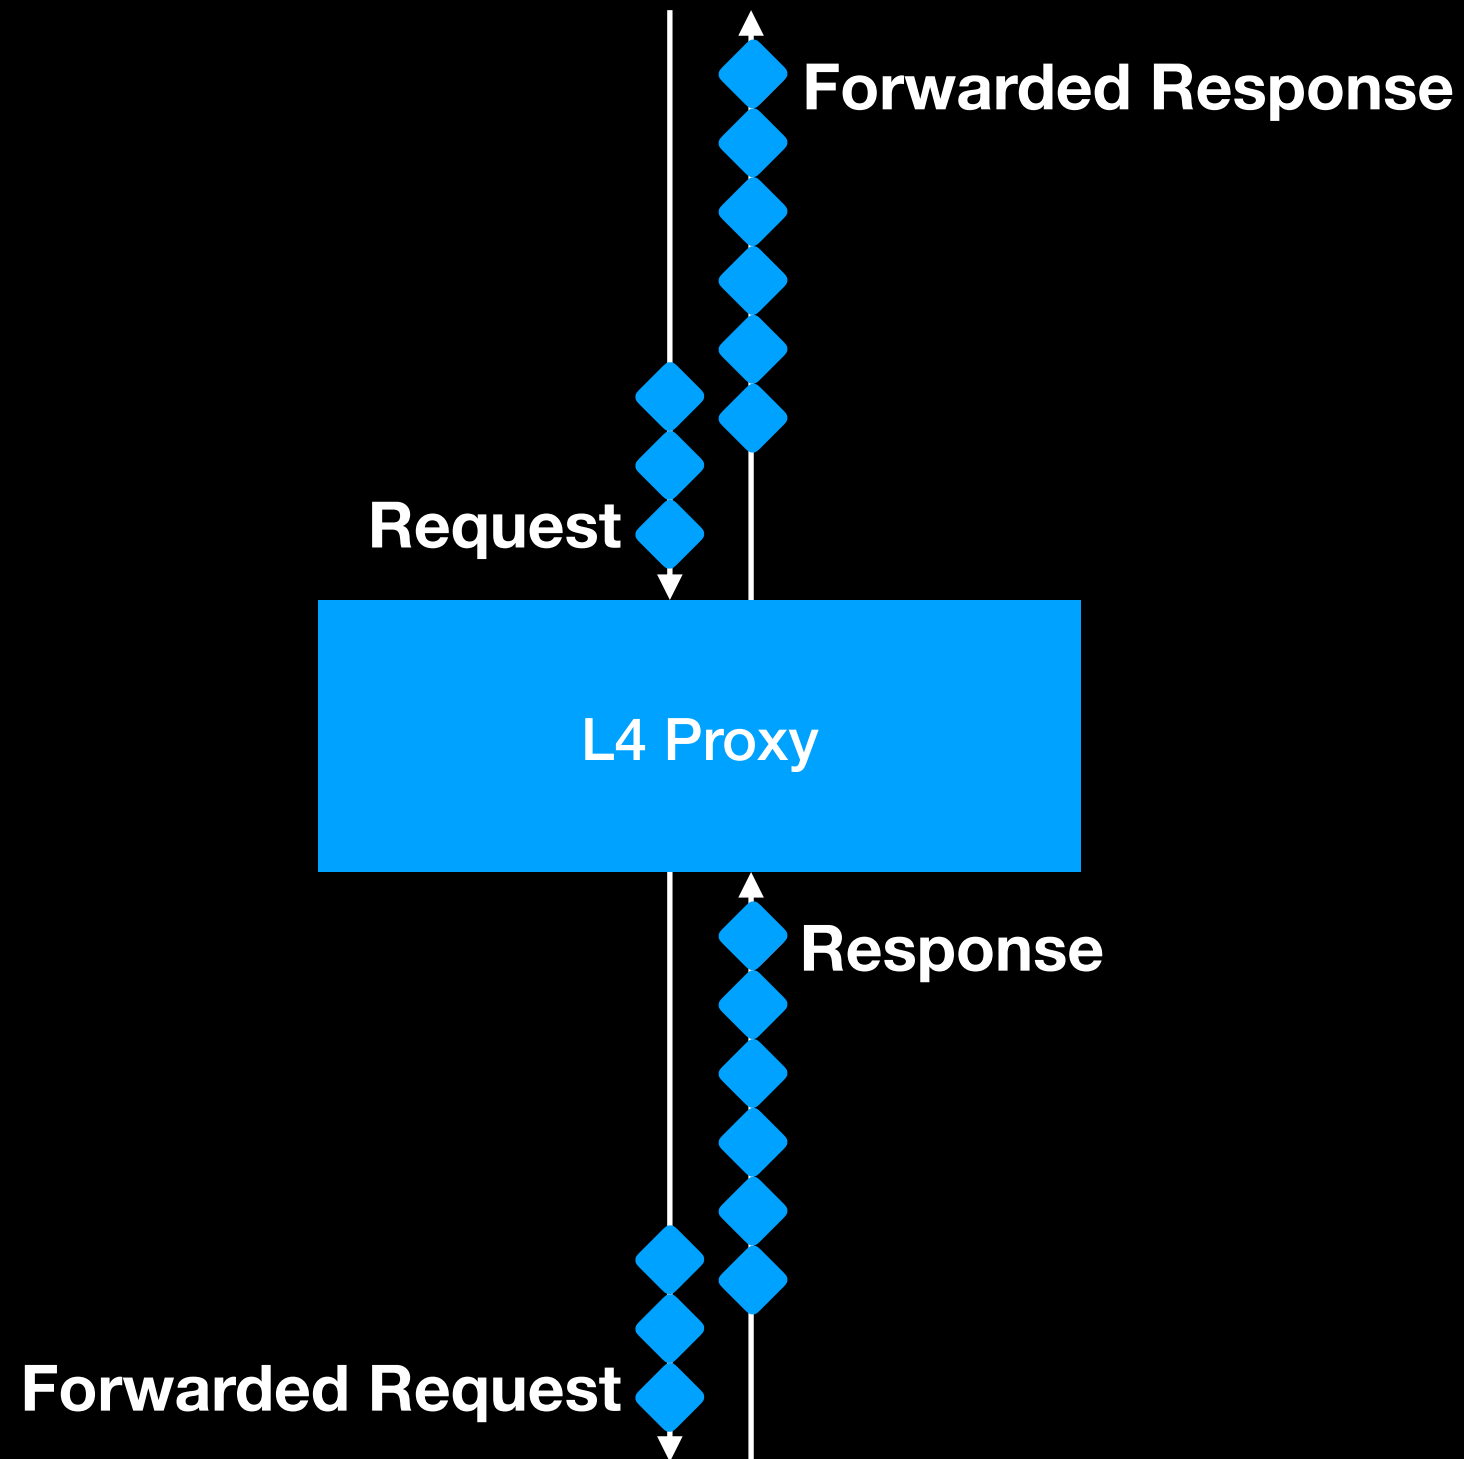 Forwarded Response
Request
L4 Proxy
Response
Forwarded Request